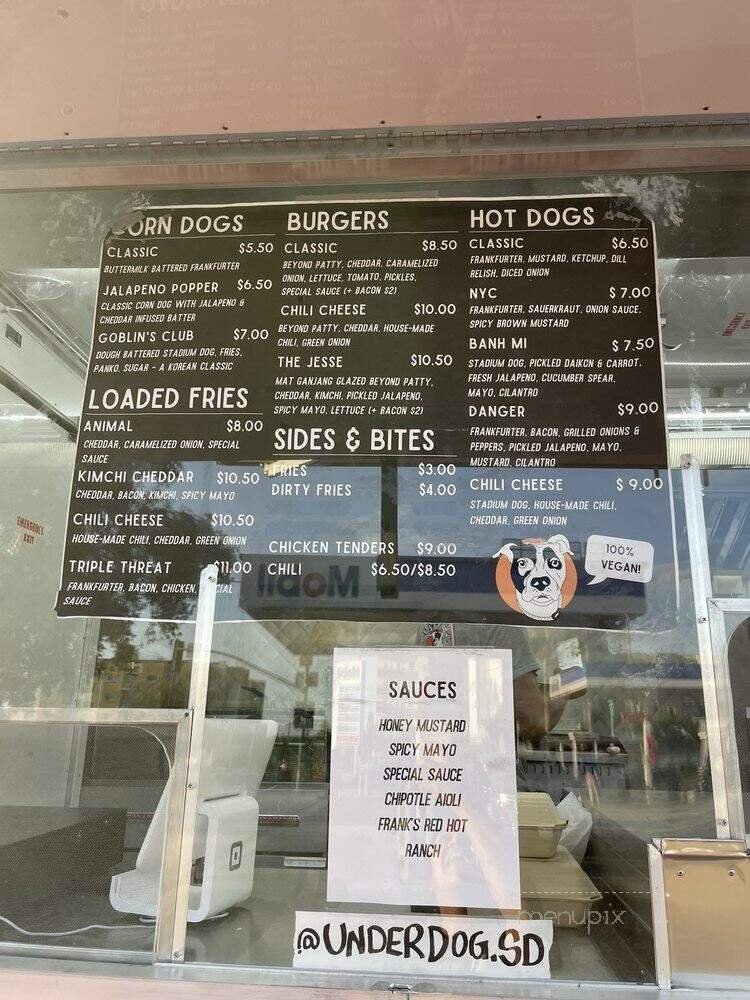 CORN DOGS
CLASSIC $5.50
BUTTERMILK BATTERED FRANKFURTER
JALAPENO POPPER $6.50
CLASSIC CORN DOG WITH JALAPENO &
CHEDDAR INFUSED BATTER
GOBLIN'S CLUB $7.00
DOUGH BATTERED STADIUM DOG, FRIES,
PANKO, SUGAR - A KOREAN CLASSIC
LOADED FRIES
ANIMAL $8.00
CHEDDAR, CARAMELIZED ONION, SPECIAL
SAUCE
KIMCHI CHEDDAR $10.50
CHEDDAR, BACON, KIMCHI, SPICY MAYO
CHILI CHEESE $10.50
HOUSE-MADE CHILI, CHEDDAR, GREEN ONION
TRIPLE THREAT $11.00
FRANKFURTER, BACON, CHICKEN, SPECIAL
SAUCE
BURGERS
CLASSIC $8.50
BEYOND PATTY, CHEDDAR, CARAMELIZED
ONION, LETTUCE, TOMATO, PICKLES,
SPECIAL SAUCE (+ BACON $2)
CHILI CHEESE $10.00
BEYOND PATTY, CHEDDAR, HOUSE-MADE
CHILI, GREEN ONION
THE JESSE $10.50
MAT GANJANG GLAZED BEYOND PATTY,
CHEDDAR, KIMCHI, PICKLED JALAPENO,
SPICY MAYO, LETTUCE (+ BACON $2)
SIDES & BITES
FRIES $3.00
DIRTY FRIES $4.00
CHICKEN TENDERS $9.00
CHILI $6.50/$8.50
HOT DOGS
CLASSIC $6.50
FRANKFURTER, MUSTARD, KETCHUP, DILL
RELISH, DICED ONION
NYC $ 7.00
FRANKFURTER, SAUERKRAUT, ONION SAUCE,
SPICY BROWN MUSTARD
BANH MI $ 7.50
STADIUM DOG, PICKLED DAIKON & CARROT,
FRESH JALAPENO, CUCUMBER SPEAR,
MAYO, CILANTRO
DANGER $9.00
FRANKFURTER, BACON, GRILLED ONIONS &
PEPPERS, PICKLED JALAPENO, MAYO,
MUSTARD, CILANTRO
CHILI CHEESE $ 9.00
STADIUM DOG, HOUSE-MADE CHILI,
CHEDDAR, GREEN ONION
100%
VEGAN!
Mobil
EMERGENCY
EXIT
SAUCES
HONEY MUSTARD
SPICY MAYO
SPECIAL SAUCE
CHIPOTLE AIOLI
FRANK'S RED HOT
RANCH
menupix
@UNDERDOG.SD